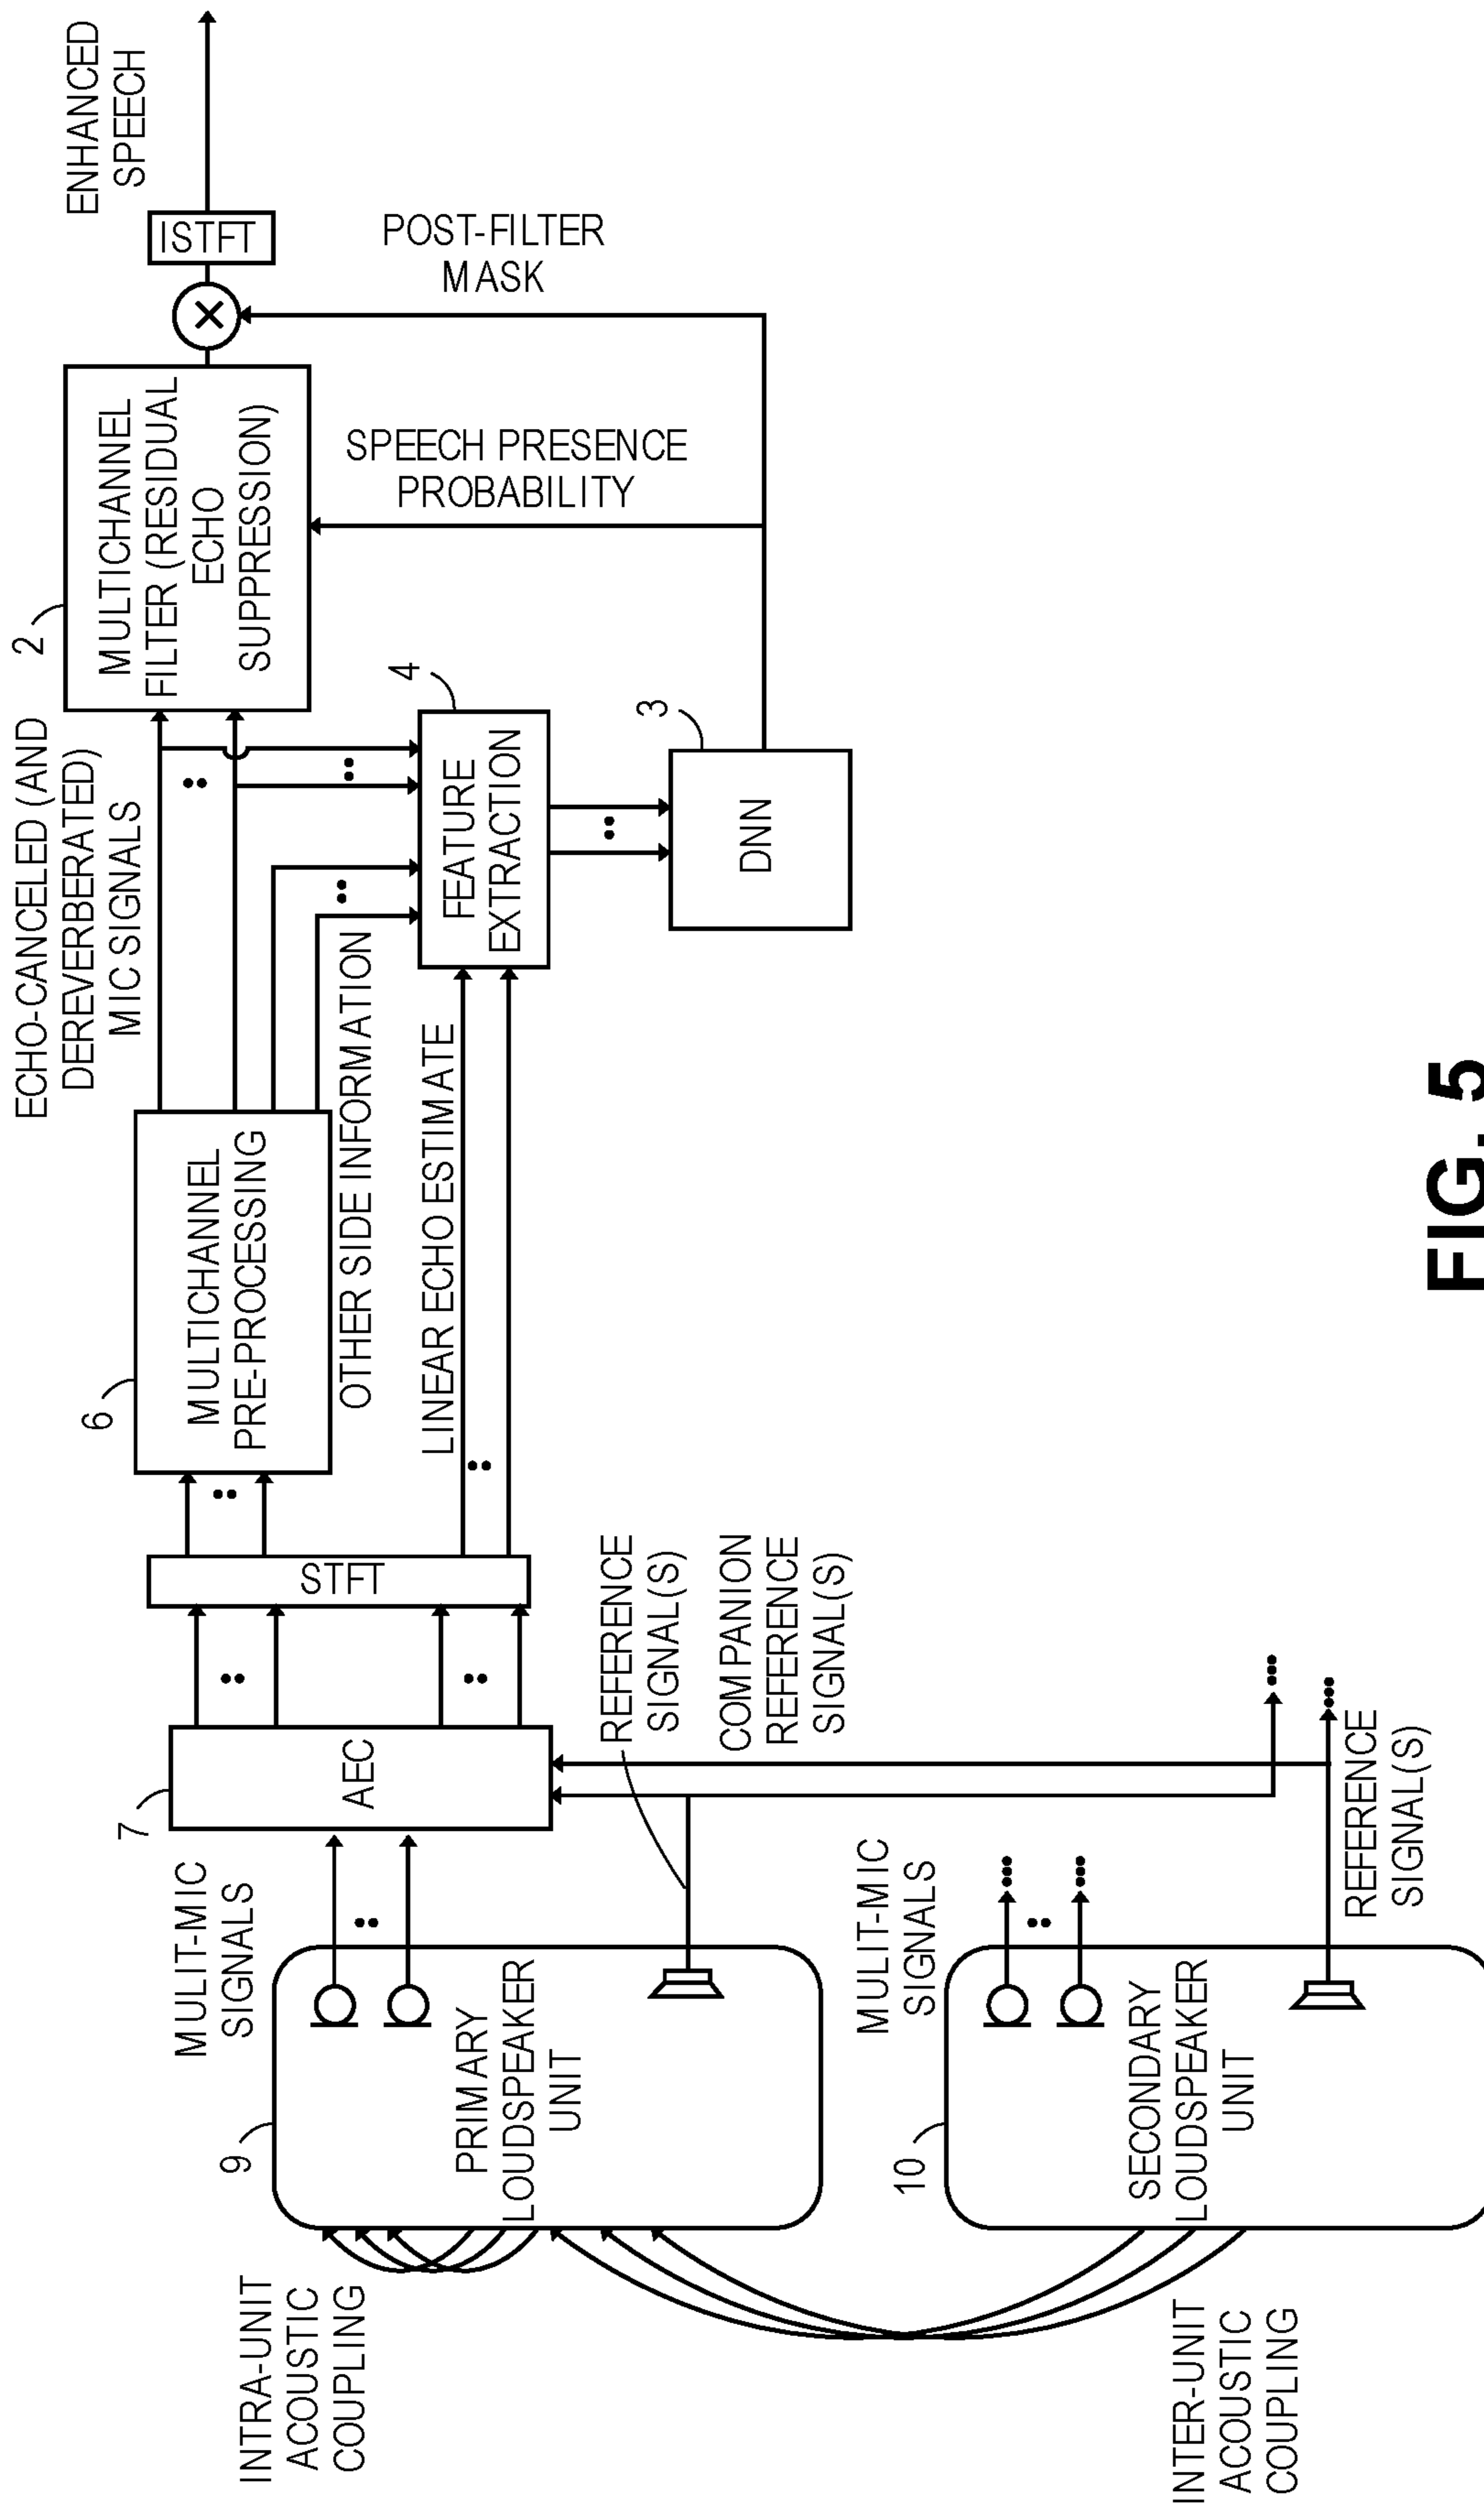 INTRA-UNIT
ACOUSTIC
COUPLING
9
PRIMARY
LOUDSPEAKER
UNIT
MULIT-MIC
SIGNALS
7
AEC
STFT
6
MULTICHANNEL
PRE-PROCESSING
ECHO-CANCELED (AND
DEREVERBERATED)
MIC SIGNALS
2
MULTICHANNEL
FILTER (RESIDUAL
ECHO
SUPPRESSION)
ISTFT
ENHANCED
SPEECH
POST-FILTER
MASK
SPEECH PRESENCE
PROBABILITY
OTHER SIDE INFORMATION
LINEAR ECHO ESTIMATE
4
FEATURE
EXTRACTION
3
DNN
REFERENCE
SIGNAL(S)
COMPANION
REFERENCE
SIGNAL(S)
INTER-UNIT
ACOUSTIC
COUPLING
10
SECONDARY
LOUDSPEAKER
UNIT
MULIT-MIC
SIGNALS
REFERENCE
SIGNAL(S)
FIG. 5